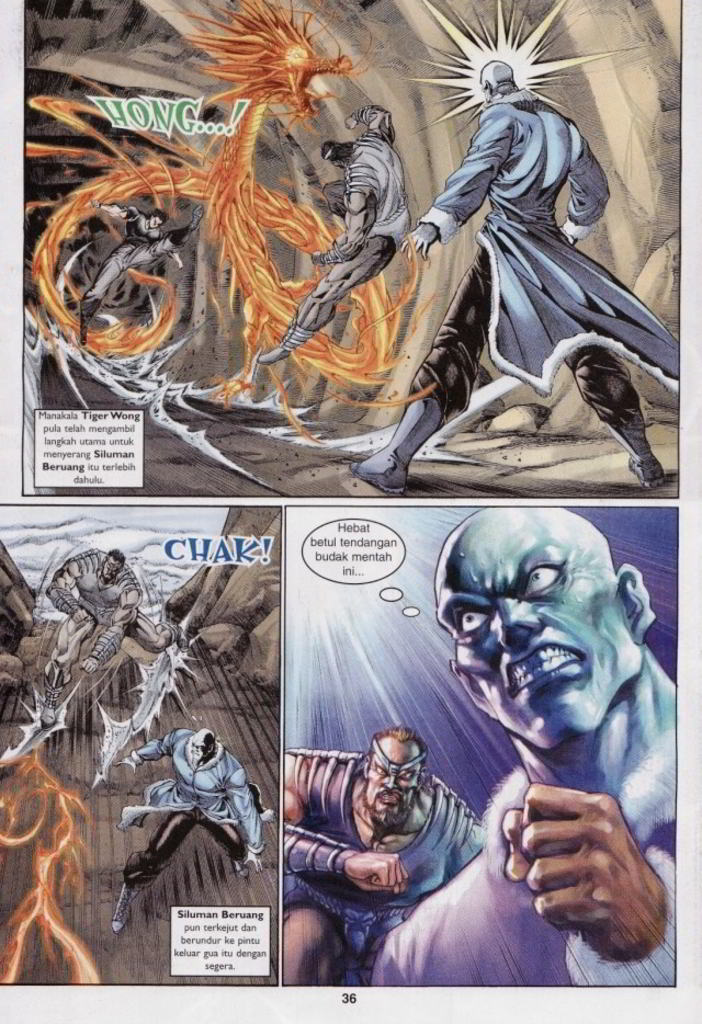 HONG....!
Manakala Tiger Wong
pula telah mengambil
langkah utama untuk
menyerang Siluman
Beruang itu terlebih
dahulu.
CHAK!
Siluman Beruang
pun terkejut dan
berundur ke pintu
keluar gua itu dengan
segera.
Hebat
betul tendangan
budak mentah
ini...
36